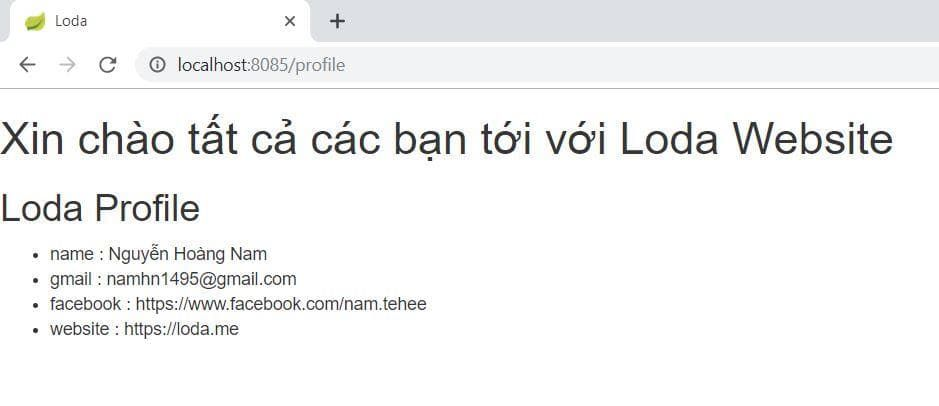 Loda
localhost:8085/profile
Xin chào tất cả các bạn tới với Loda Website
Loda Profile
name : Nguyễn Hoàng Nam
gmail : namhn1495@gmail.com
facebook : https://www.facebook.com/nam.tehee
website : https://loda.me